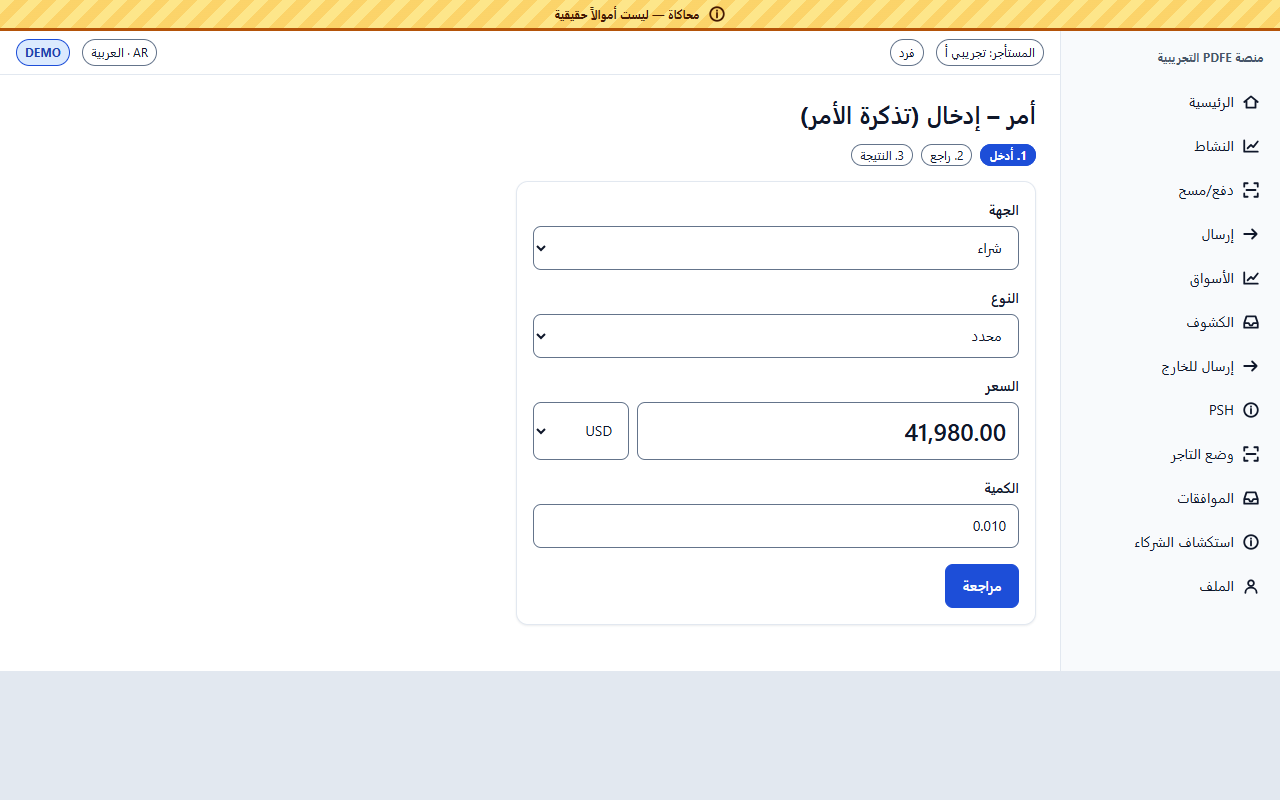 محاكاة — ليست أموالاً حقيقية
منصة PDFE التجريبية
الرئيسية
النشاط
دفع/مسح
إرسال
الأسواق
الكشوف
إرسال للخارج
PSH
وضع التاجر
الموافقات
استكشاف الشركاء
الملف
المستأجر: تجريبي أ
فرد
AR · العربية
DEMO
أمر – إدخال (تذكرة الأمر)
1. أدخل
2. راجع
3. النتيجة
الجهة
شراء
النوع
محدد
السعر
41,980.00
USD
الكمية
0.010
مراجعة